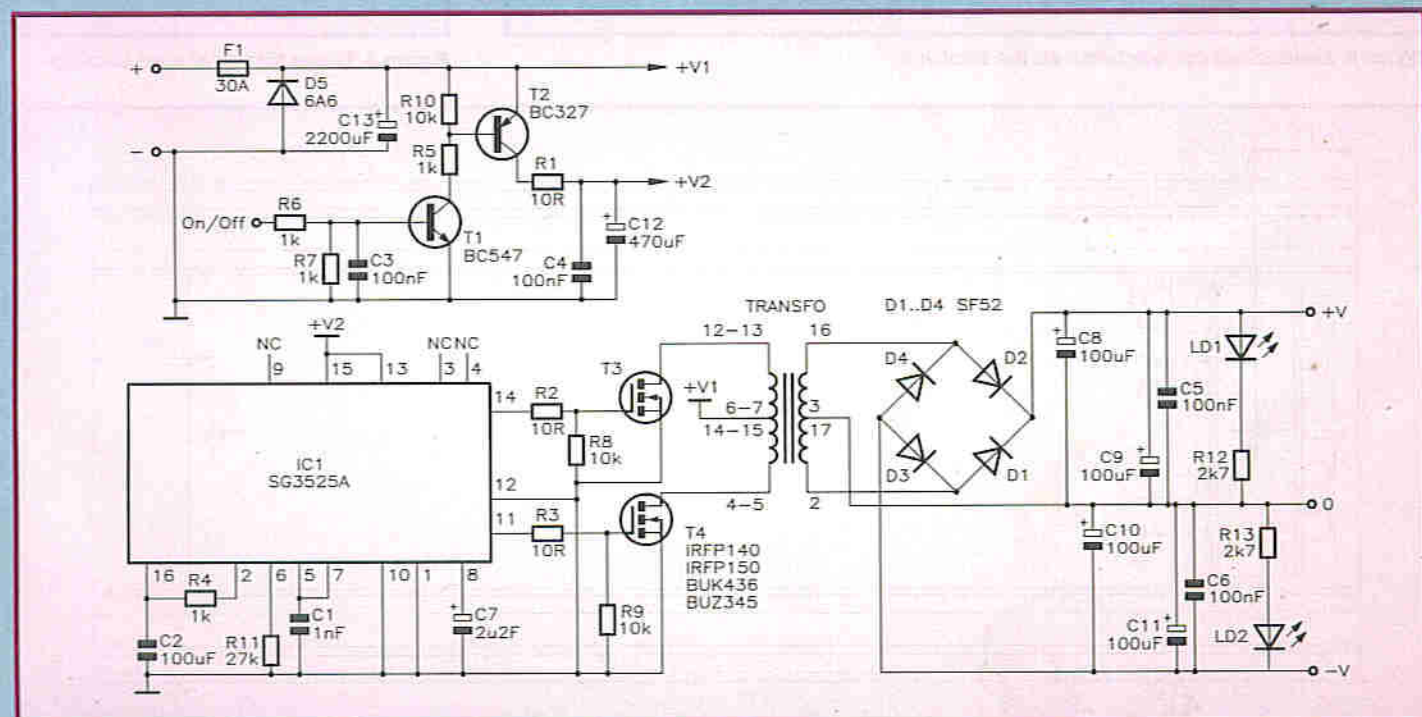 F1
30A
+
-
D5
6A6
C13
2200uF
+
R10
10k
R5
1k
T2
BC327
+V1
R1
10R
+V2
On/Off
R6
1k
R7
1k
C3
100nF
T1
BC547
C4
100nF
+
C12
470uF
+V2
NC
9
15
13
NC NC
3
4
IC1
SG3525A
14
12
11
16
2
6
5
7
10
1
8
R4
1k
C2
100uF
R11
27k
C1
1nF
+
C7
2u2F
R2
10R
R8
10k
R3
10R
R9
10k
T3
T4
IRFP140
IRFP150
BUK436
BUZ345
TRANSFO
12-13
16
+V1
6-7
14-15
3
17
4-5
2
D1..D4 SF52
D4
D2
D3
D1
+
C8
100uF
+
C9
100uF
C5
100nF
LD1
R12
2k7
+V
0
+
C10
100uF
+
C11
100uF
C6
100nF
R13
2k7
LD2
-V